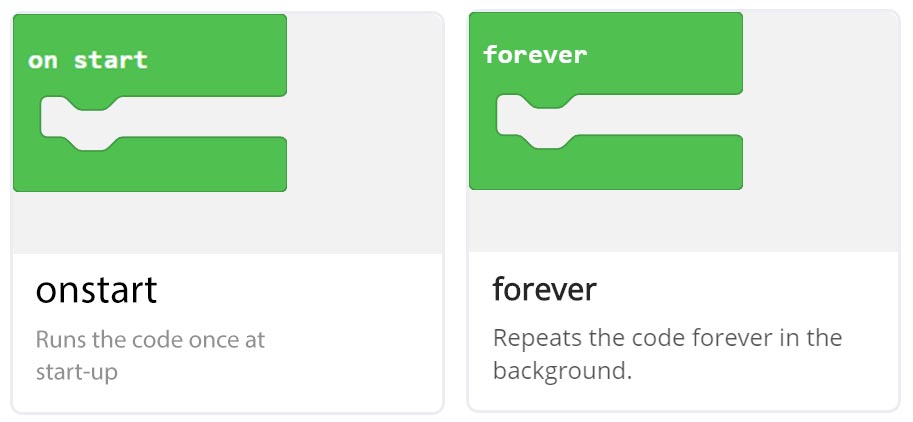 on start
onstart
Runs the code once at
start-up
forever
forever
Repeats the code forever in the
background.